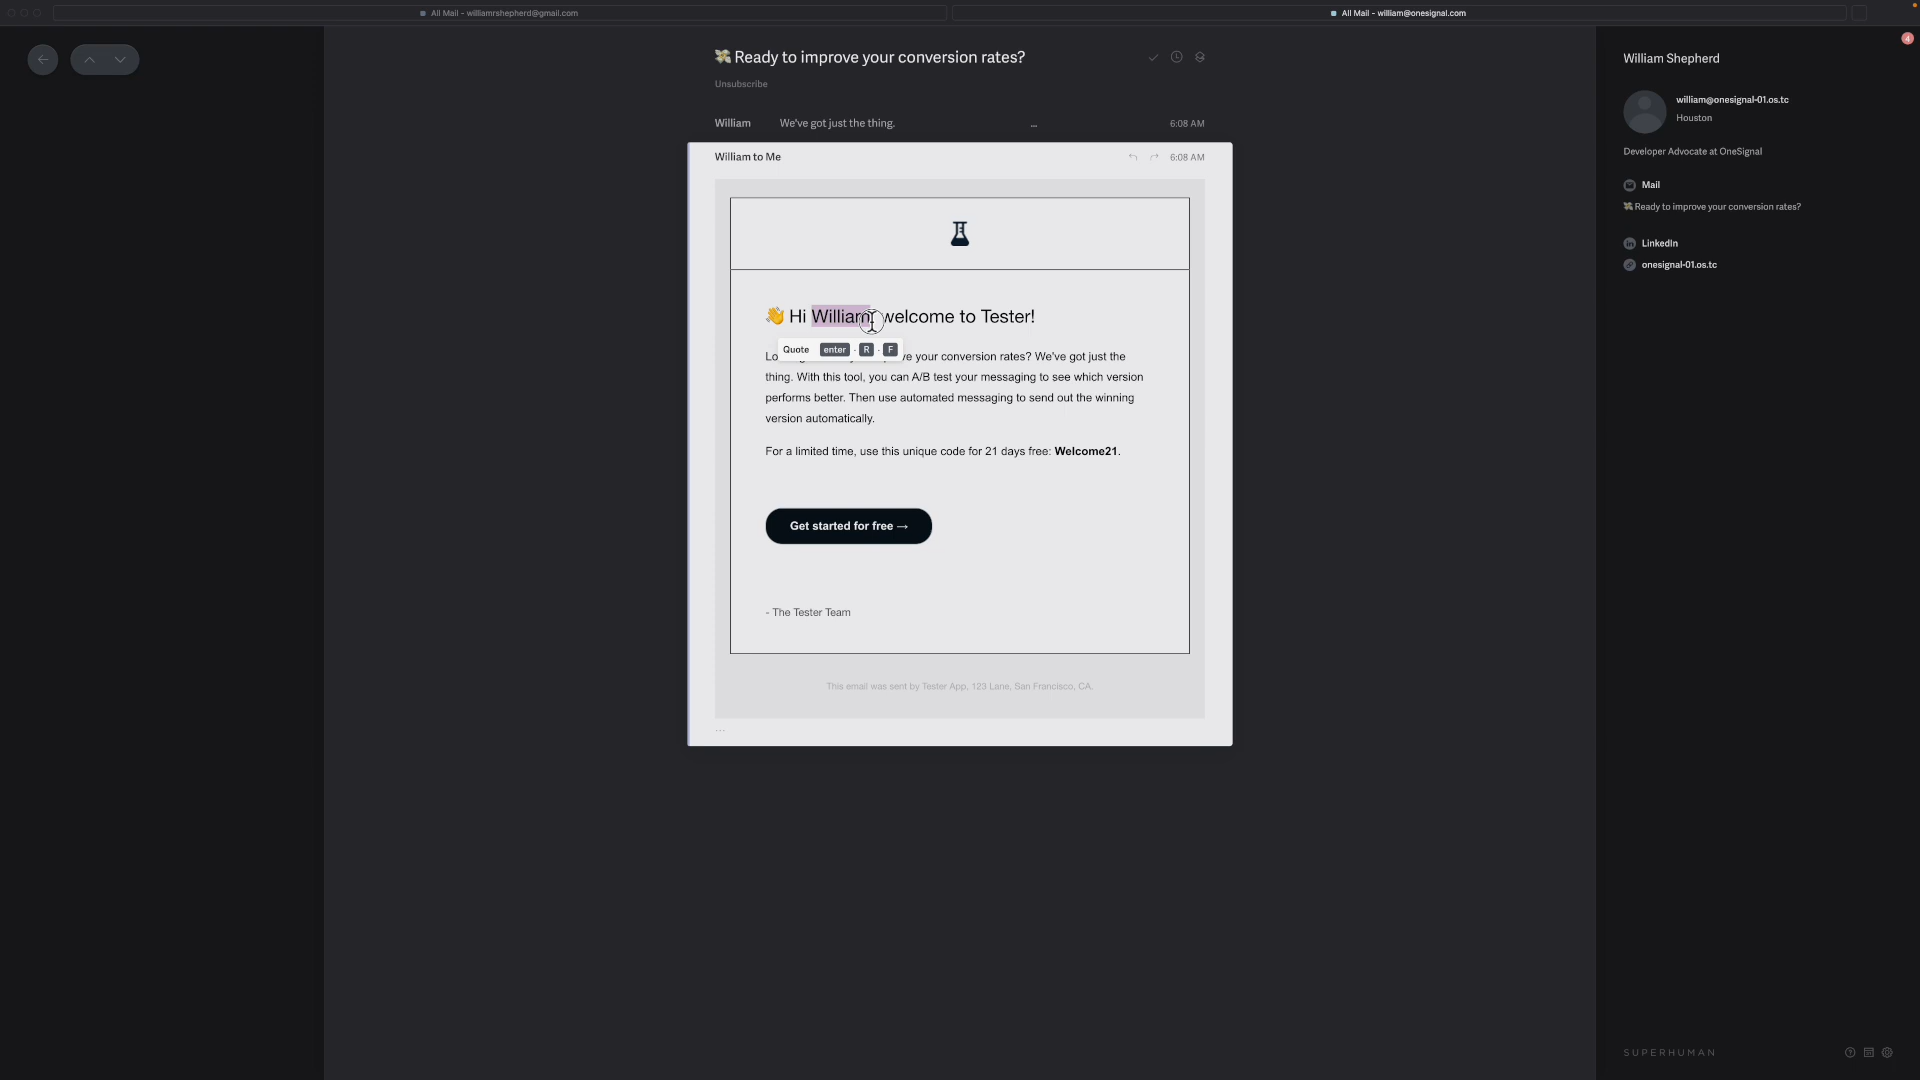 All Mail - williamrshepherd@gmail.com
All Mail - william@onesignal.com
💸 Ready to improve your conversion rates?
Unsubscribe
William We've got just the thing. ... 6:08 AM
William to Me 6:08 AM
👋 Hi William, welcome to Tester!
Quote enter · R · F
your conversion rates? We've got just the
thing. With this tool, you can A/B test your messaging to see which version
performs better. Then use automated messaging to send out the winning
version automatically.
For a limited time, use this unique code for 21 days free: Welcome21.
Get started for free →
- The Tester Team
This email was sent by Tester App, 123 Lane, San Francisco, CA.
...
4
William Shepherd
william@onesignal-01.os.tc
Houston
Developer Advocate at OneSignal
Mail
💸 Ready to improve your conversion rates?
in LinkedIn
onesignal-01.os.tc
SUPERHUMAN